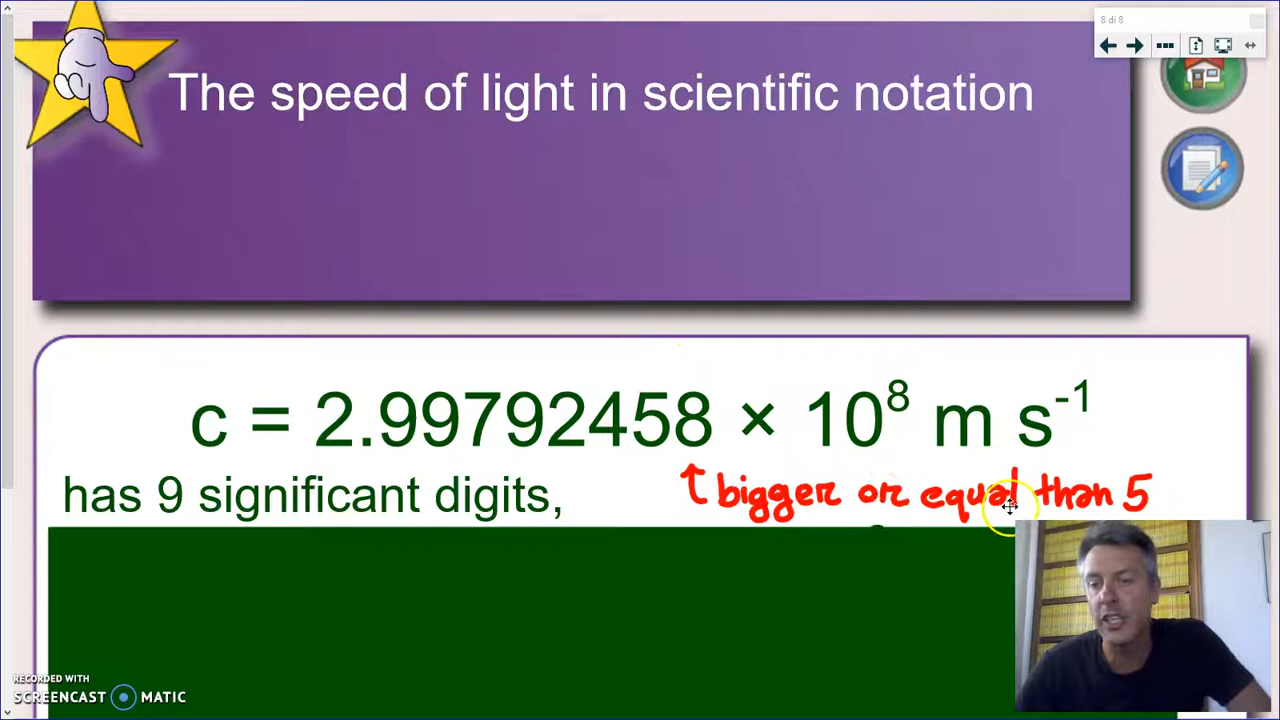 8 di 8
The speed of light in scientific notation
c = 2.99792458 × 10⁸ m s⁻¹
has 9 significant digits,
↑ bigger or equal than 5
RECORDED WITH
SCREENCAST MATIC